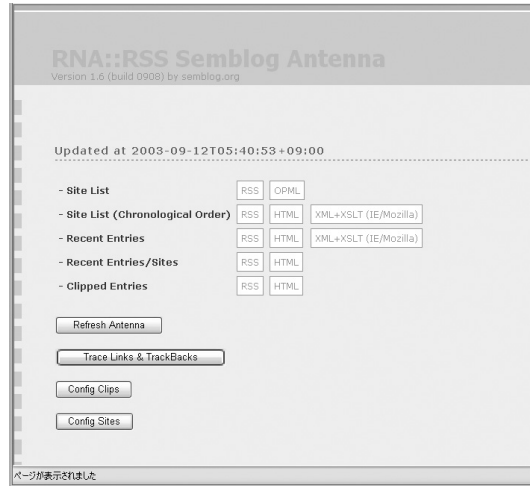 RNA::RSS Semblog Antenna
Version 1.6 (build 0908) by semblog.org
Updated at 2003-09-12T05:40:53+09:00
- Site List RSS OPML
- Site List (Chronological Order) RSS HTML XML+XSLT (IE/Mozilla)
- Recent Entries RSS HTML XML+XSLT (IE/Mozilla)
- Recent Entries/Sites RSS HTML
- Clipped Entries RSS HTML
Refresh Antenna
Trace Links & TrackBacks
Config Clips
Config Sites
ページが表示されました